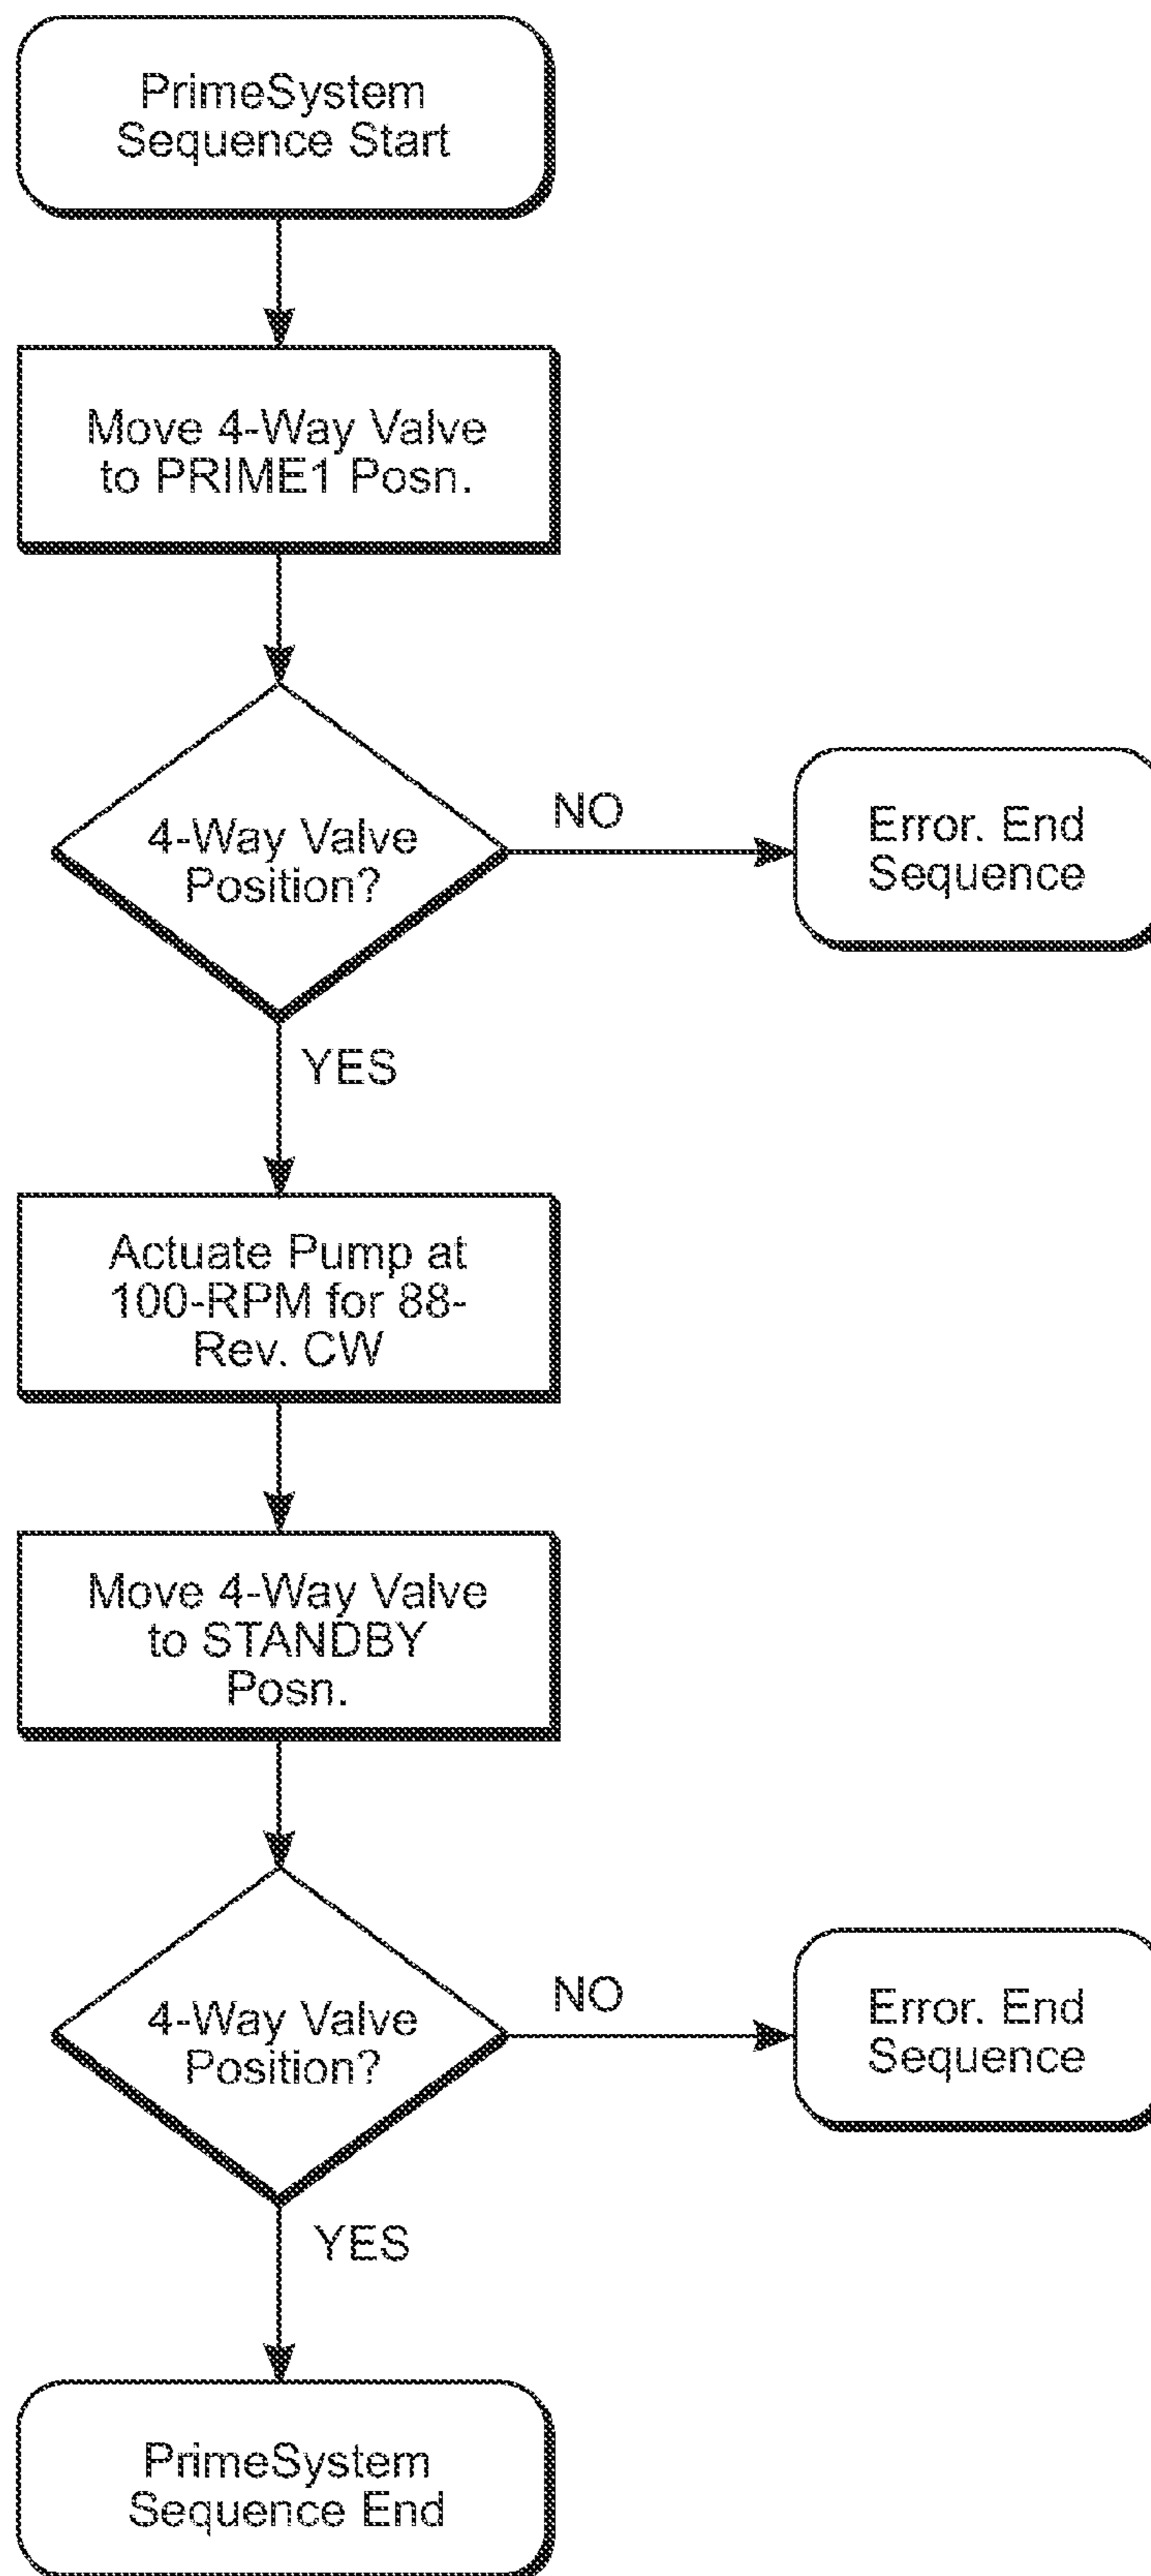 PrimeSystem
Sequence Start
Move 4-Way Valve
to PRIME1 Posn.
4-Way Valve
Position?
NO
Error. End
Sequence
YES
Actuate Pump at
100-RPM for 88-
Rev. CW
Move 4-Way Valve
to STANDBY
Posn.
4-Way Valve
Position?
NO
Error. End
Sequence
YES
PrimeSystem
Sequence End